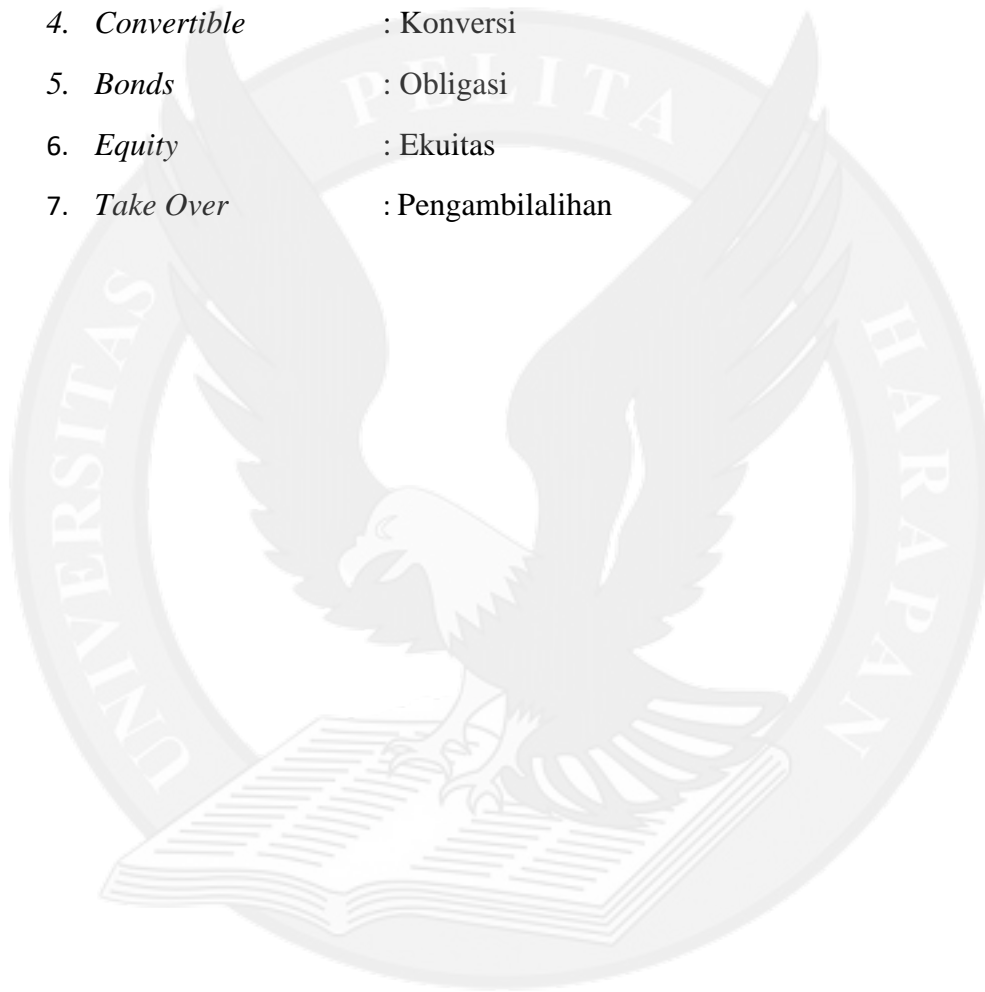 4. Convertible : Konversi
5. Bonds : Obligasi
6. Equity : Ekuitas
7. Take Over : Pengambilalihan
UNIVERSITAS PELITA HARAPAN